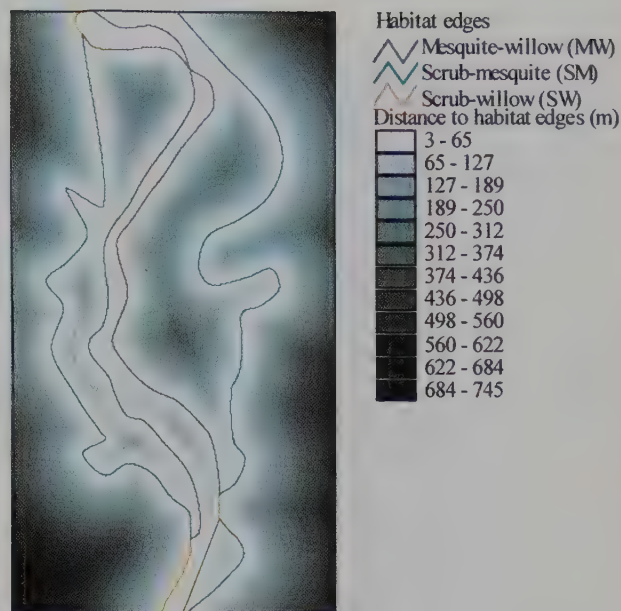 Habitat edges
Mesquite-willow (MW)
Scrub-mesquite (SM)
Scrub-willow (SW)
Distance to habitat edges (m)
3 - 65
65 - 127
127 - 189
189 - 250
250 - 312
312 - 374
374 - 436
436 - 498
498 - 560
560 - 622
622 - 684
684 - 745